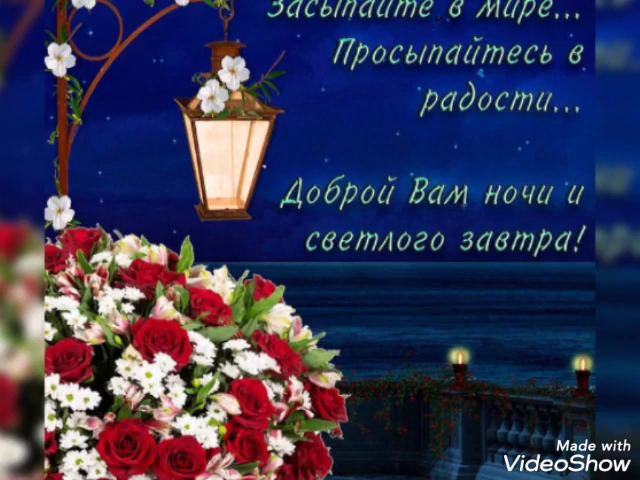 Засыпайте в мире...
Просыпайтесь в
радости...
Доброй Вам ночи и
светлого завтра!
Made with
VideoShow